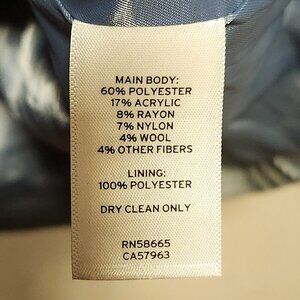 MAIN BODY:
60% POLYESTER
17% ACRYLIC
8% RAYON
7% NYLON
4% WOOL
4% OTHER FIBERS
LINING:
100% POLYESTER
DRY CLEAN ONLY
RN58665
CA57963